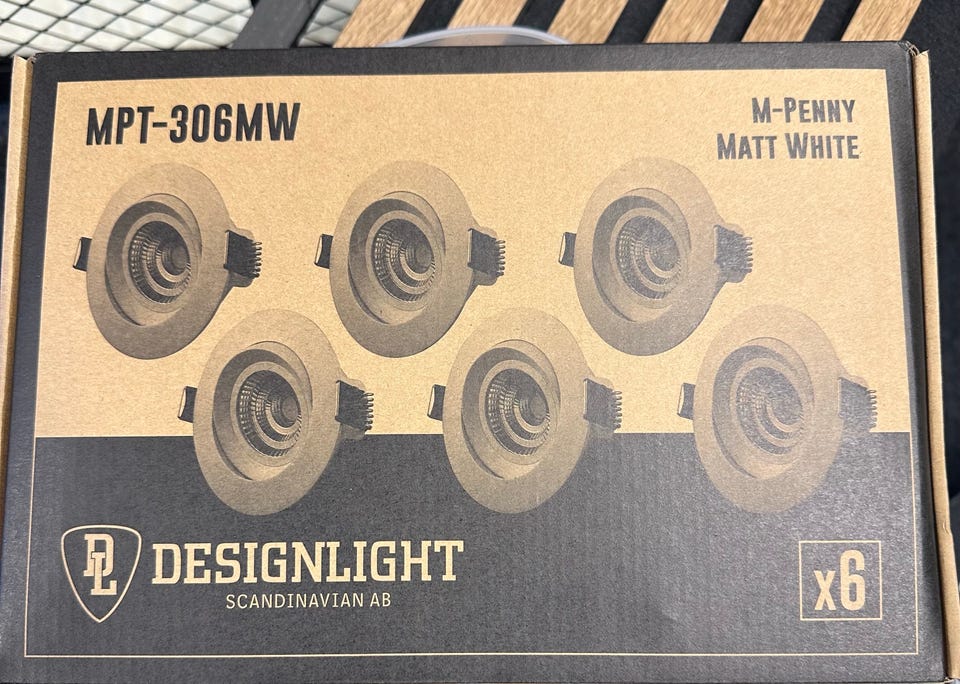 MPT-306MW
M-PENNY
MATT WHITE
DL
DESIGNLIGHT
SCANDINAVIAN AB
x6